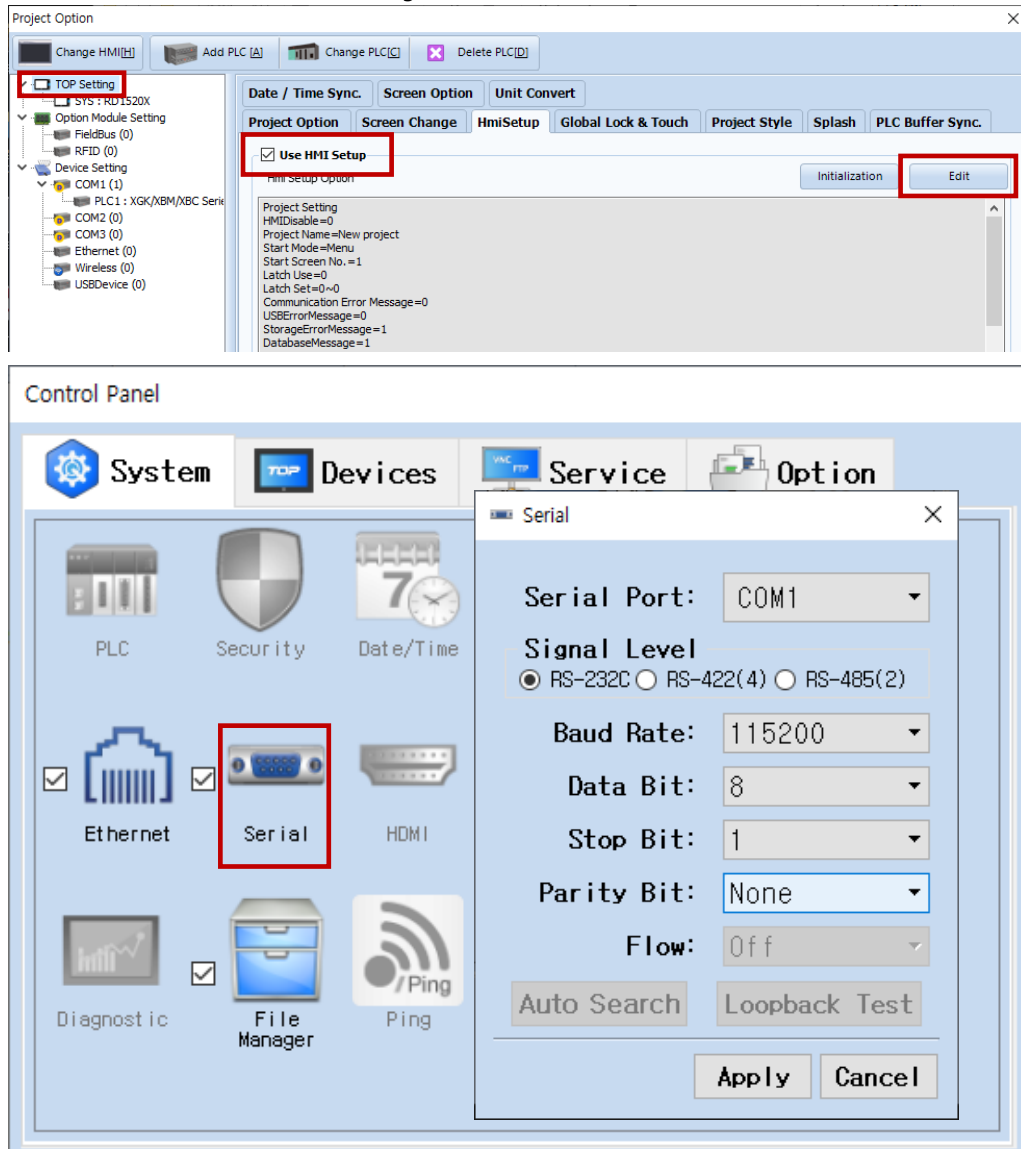 Project Option
Change HMI[H] Add PLC [A] Change PLC[C] Delete PLC[D]
TOP Setting
SYS : RD1520X
Option Module Setting
FieldBus (0)
RFID (0)
Device Setting
COM1 (1)
PLC1 : XGK/XBM/XBC Serie
COM2 (0)
COM3 (0)
Ethernet (0)
Wireless (0)
USBDevice (0)
Date / Time Sync. Screen Option Unit Convert
Project Option Screen Change HmiSetup Global Lock & Touch Project Style Splash PLC Buffer Sync.
Use HMI Setup
Hmi Setup Option
Initialization Edit
Project Setting
HMIDisable=0
Project Name=New project
Start Mode=Menu
Start Screen No.=1
Latch Use=0
Latch Set=0~0
Communication Error Message=0
USBErrorMessage=0
StorageErrorMessage=1
DatabaseMessage=1
Control Panel
System
TOP Devices
VNC FTP Service
Option
PLC Security 7 Date/Time
Ethernet Serial HDMI
Diagnostic File Manager /Ping Ping
Serial
Serial Port: COM1
Signal Level
RS-232C RS-422(4) RS-485(2)
Baud Rate: 115200
Data Bit: 8
Stop Bit: 1
Parity Bit: None
Flow: Off
Auto Search Loopback Test
Apply Cancel